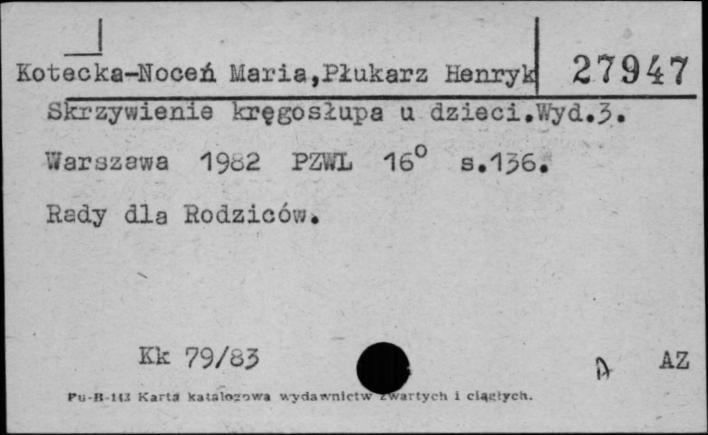 Kotecka-Noceń Maria,Płukarz Henryk 27947
Skrzywienie kręgosłupa u dzieci.Wyd.3.
Warszawa 1982 PZWL 16° s.136.
Rady dla Rodziców.
Kk 79/83
A AZ
Pu-B-143 Karta katalogowa wydawnictw zwartych i ciągłych.